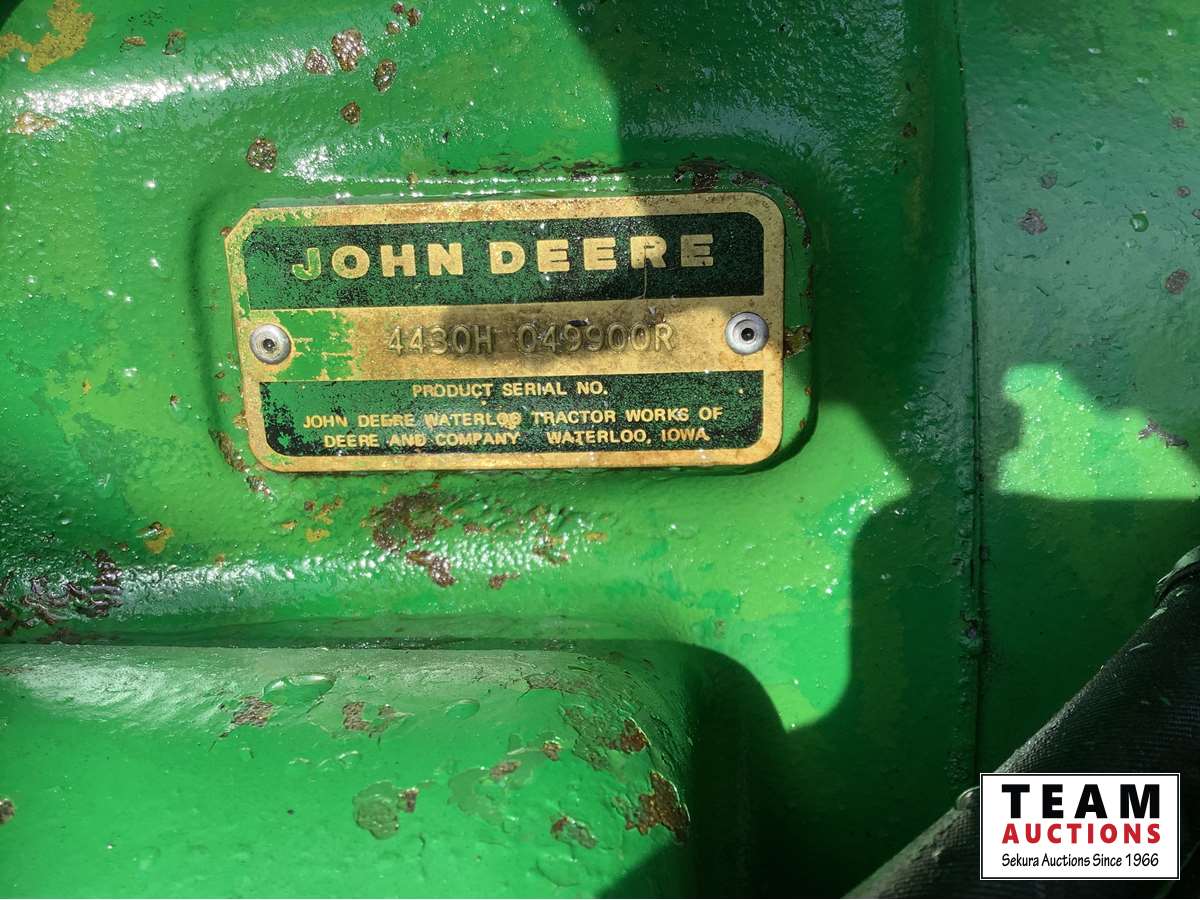 JOHN DEERE
4430H 049900R
PRODUCT SERIAL NO.
JOHN DEERE WATERLOO TRACTOR WORKS OF
DEERE AND COMPANY WATERLOO, IOWA
TEAM
AUCTIONS
Sekura Auctions Since 1966